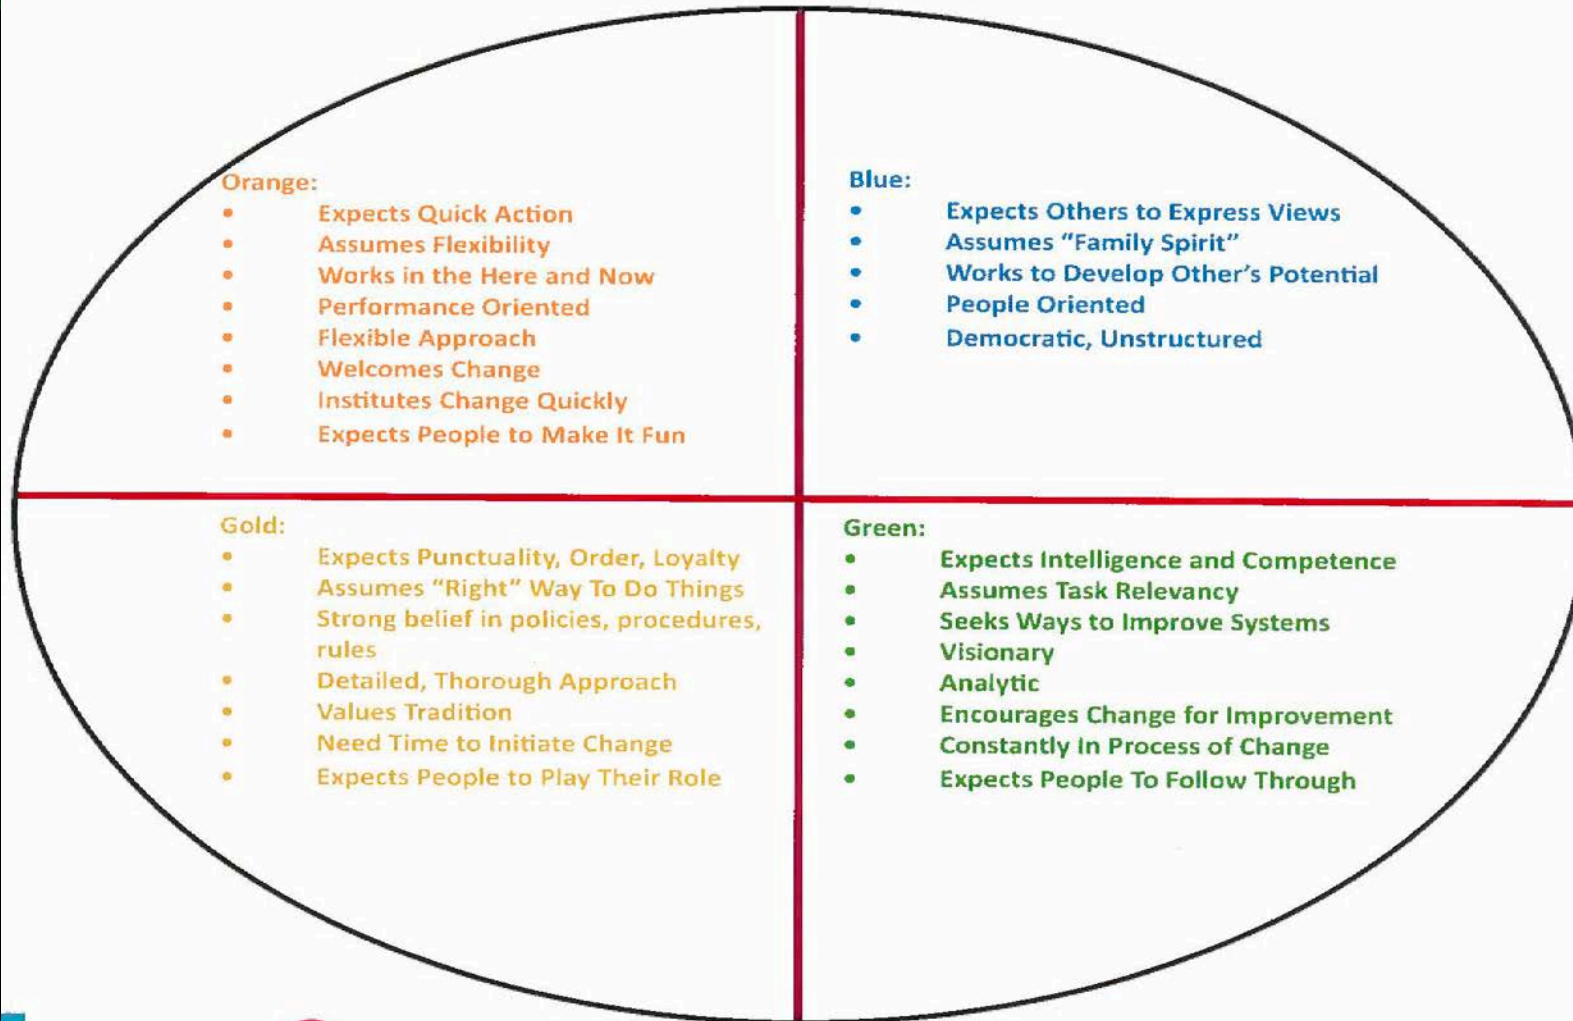 Orange:
• Expects Quick Action
• Assumes Flexibility
• Works in the Here and Now
• Performance Oriented
• Flexible Approach
• Welcomes Change
• Institutes Change Quickly
• Expects People to Make It Fun
Blue:
• Expects Others to Express Views
• Assumes “Family Spirit”
• Works to Develop Other’s Potential
• People Oriented
• Democratic, Unstructured
Gold:
• Expects Punctuality, Order, Loyalty
• Assumes “Right” Way To Do Things
• Strong belief in policies, procedures,
rules
• Detailed, Thorough Approach
• Values Tradition
• Need Time to Initiate Change
• Expects People to Play Their Role
Green:
• Expects Intelligence and Competence
• Assumes Task Relevancy
• Seeks Ways to Improve Systems
• Visionary
• Analytic
• Encourages Change for Improvement
• Constantly In Process of Change
• Expects People To Follow Through